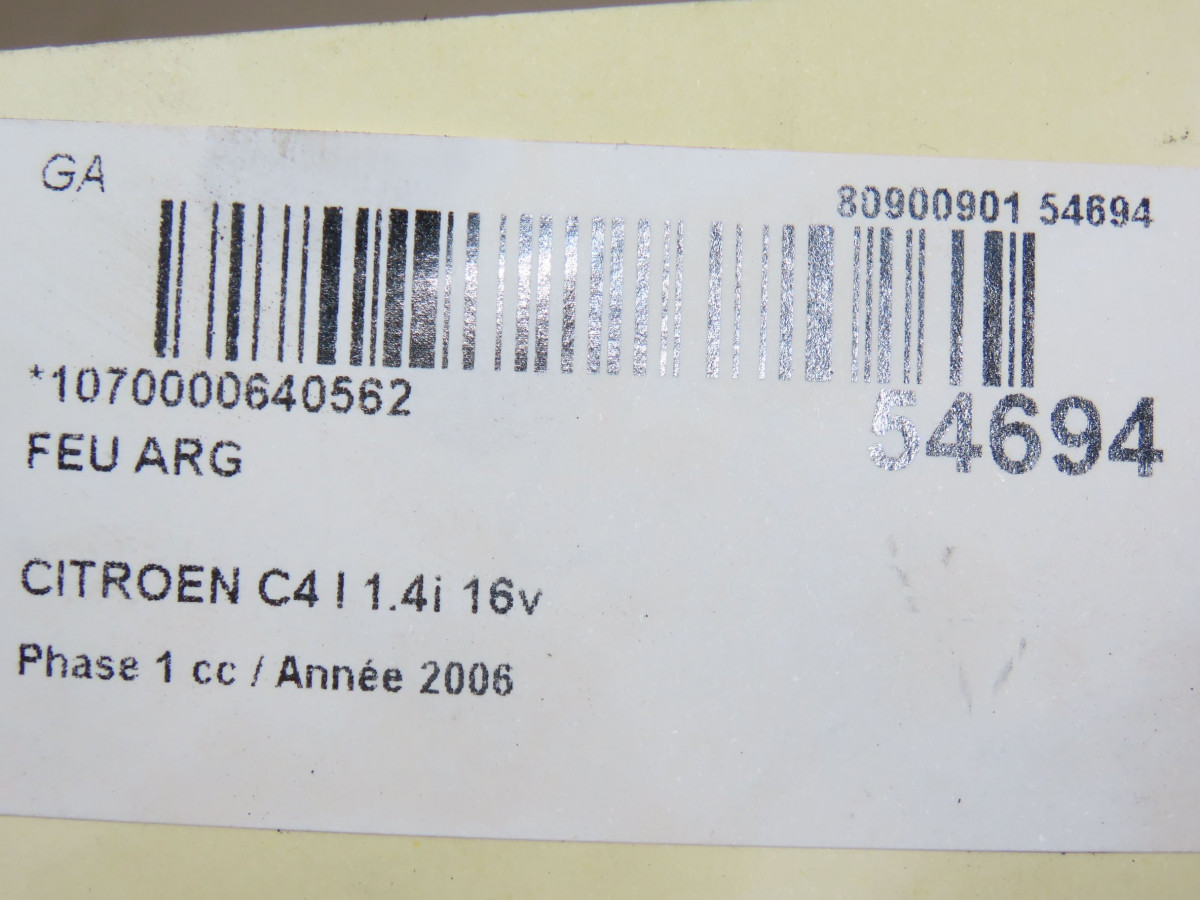 GA
80900901 54694
*1070000640562
54694
FEU ARG
CITROEN C4 I 1.4i 16v
Phase 1 cc / Année 2006